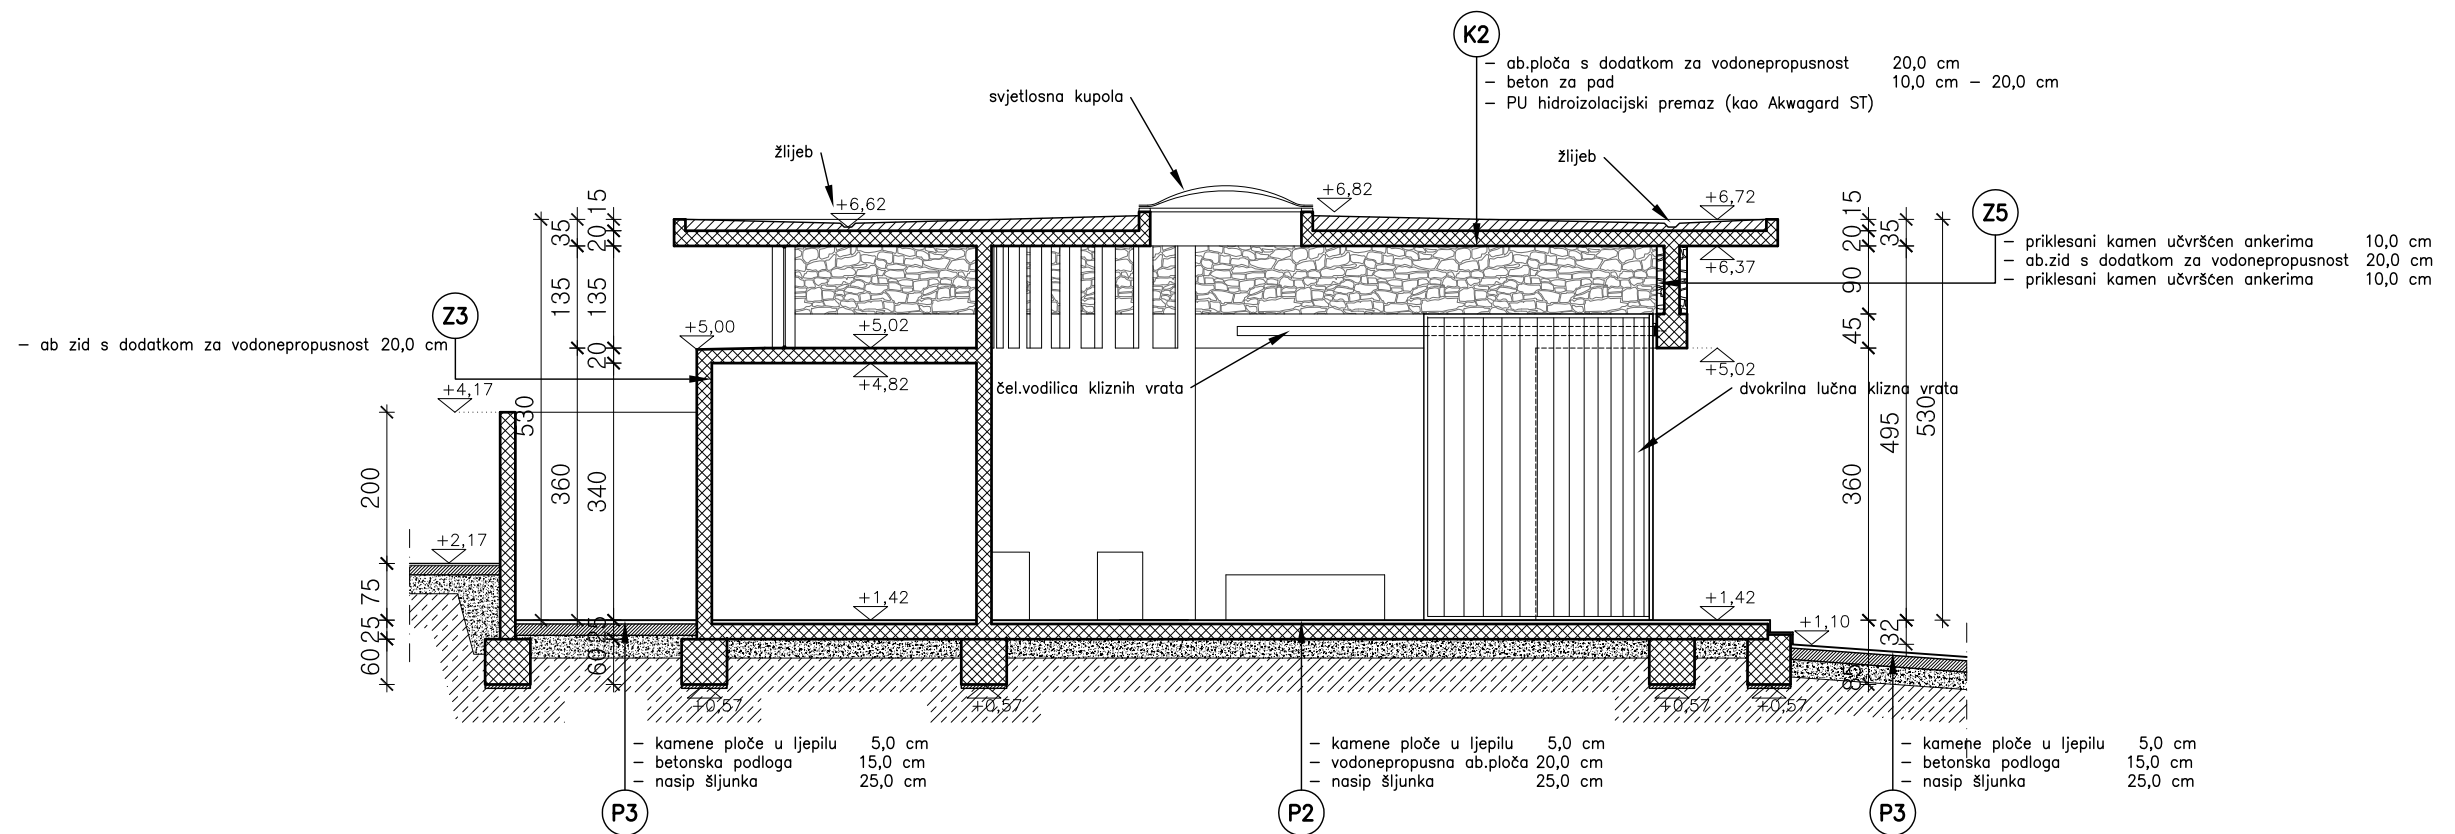 K2
– ab.ploča s dodatkom za vodonepropusnost 20,0 cm
– beton za pad 10,0 cm – 20,0 cm
– PU hidroizolacijski premaz (kao Akwagard ST)
svjetlosna kupola
žlijeb
žlijeb
+6,62
+6,82
+6,72
+6,37
Z5
– priklesani kamen učvršćen ankerima 10,0 cm
– ab.zid s dodatkom za vodonepropusnost 20,0 cm
– priklesani kamen učvršćen ankerima 10,0 cm
Z3
– ab zid s dodatkom za vodonepropusnost 20,0 cm
+4,17
+5,00
+5,02
+4,82
+5,02
čel.vodilica kliznih vrata
dvokrilna lučna klizna vrata
+2,17
+1,42
+1,42
+1,10
+0,57
+0,57
+0,57
+0,57
200
75
25
60
530
35
135
360
15
20
135
20
340
60
15
20
90
45
360
35
495
530
32
– kamene ploče u ljepilu 5,0 cm
– betonska podloga 15,0 cm
– nasip šljunka 25,0 cm
P3
– kamene ploče u ljepilu 5,0 cm
– vodonepropusna ab.ploča 20,0 cm
– nasip šljunka 25,0 cm
P2
– kamene ploče u ljepilu 5,0 cm
– betonska podloga 15,0 cm
– nasip šljunka 25,0 cm
P3